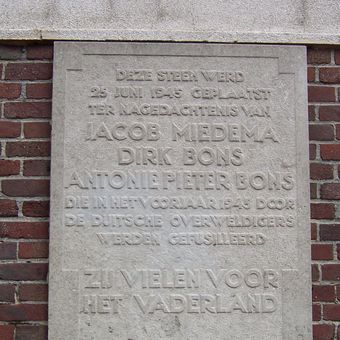 DEZE STEEN WERD
25 JUNI 1945 GEPLAATST
TER NAGEDACHTENIS VAN
JACOB MIEDEMA
DIRK BONS
ANTONIE PIETER BONS
DIE IN HET VOORJAAR 1945 DOOR
DE DUITSCHE OVERWELDIGERS
WERDEN GEFUSILLEERD
ZIJ VIELEN VOOR
HET VADERLAND